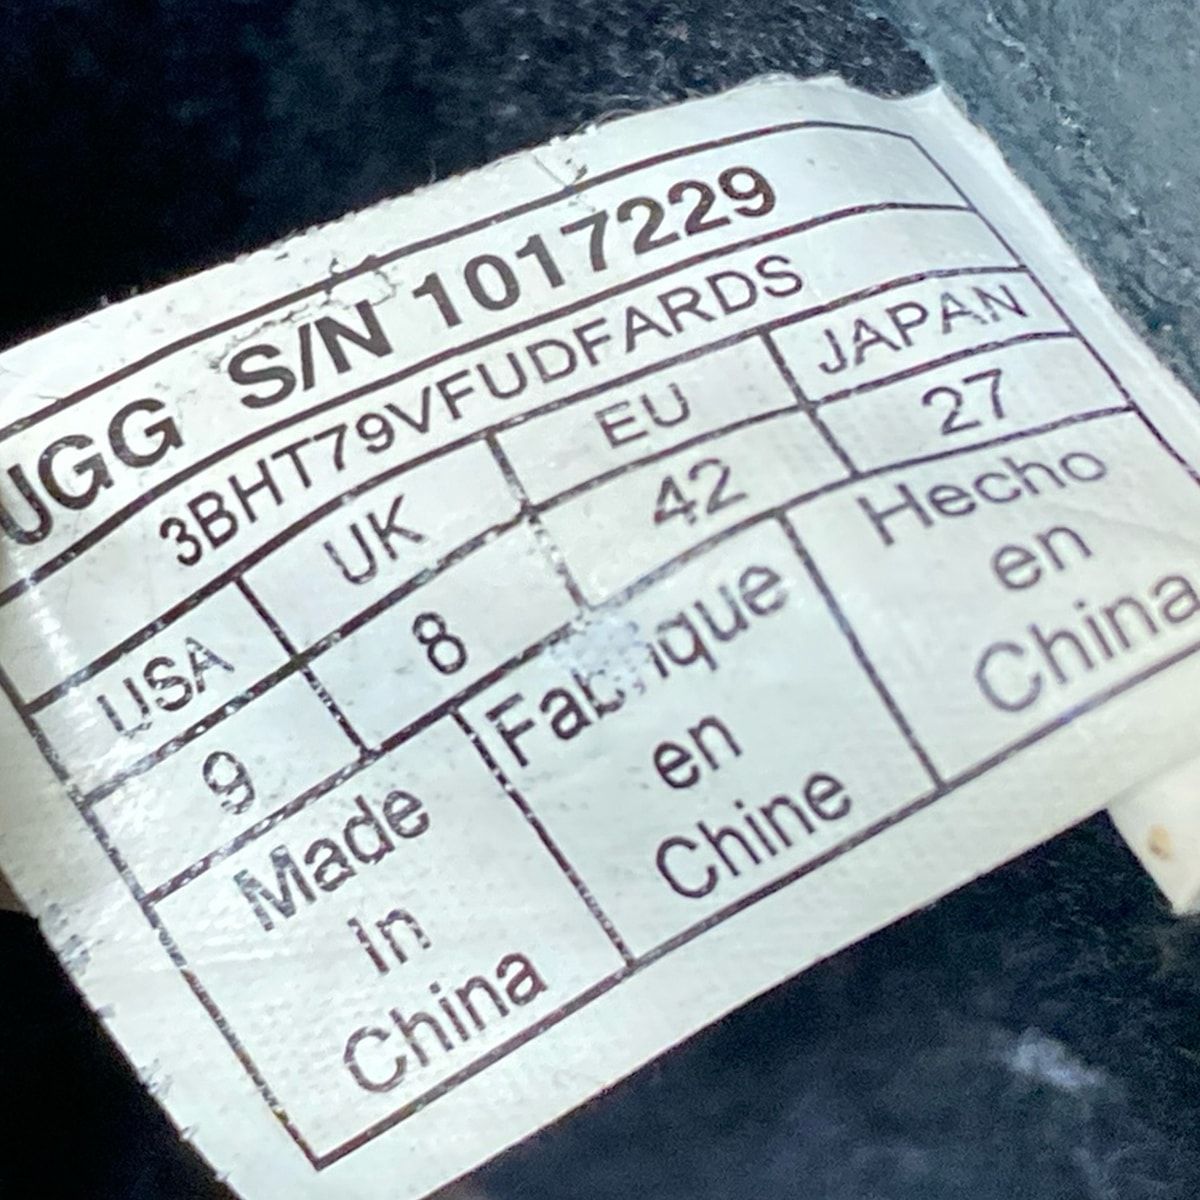 UGG S/N 1017229
3BHT79VFUDFARDS
USA UK EU JAPAN
9 8 42 27
Made
In
China
Fabrique
en
Chine
Hecho
en
China